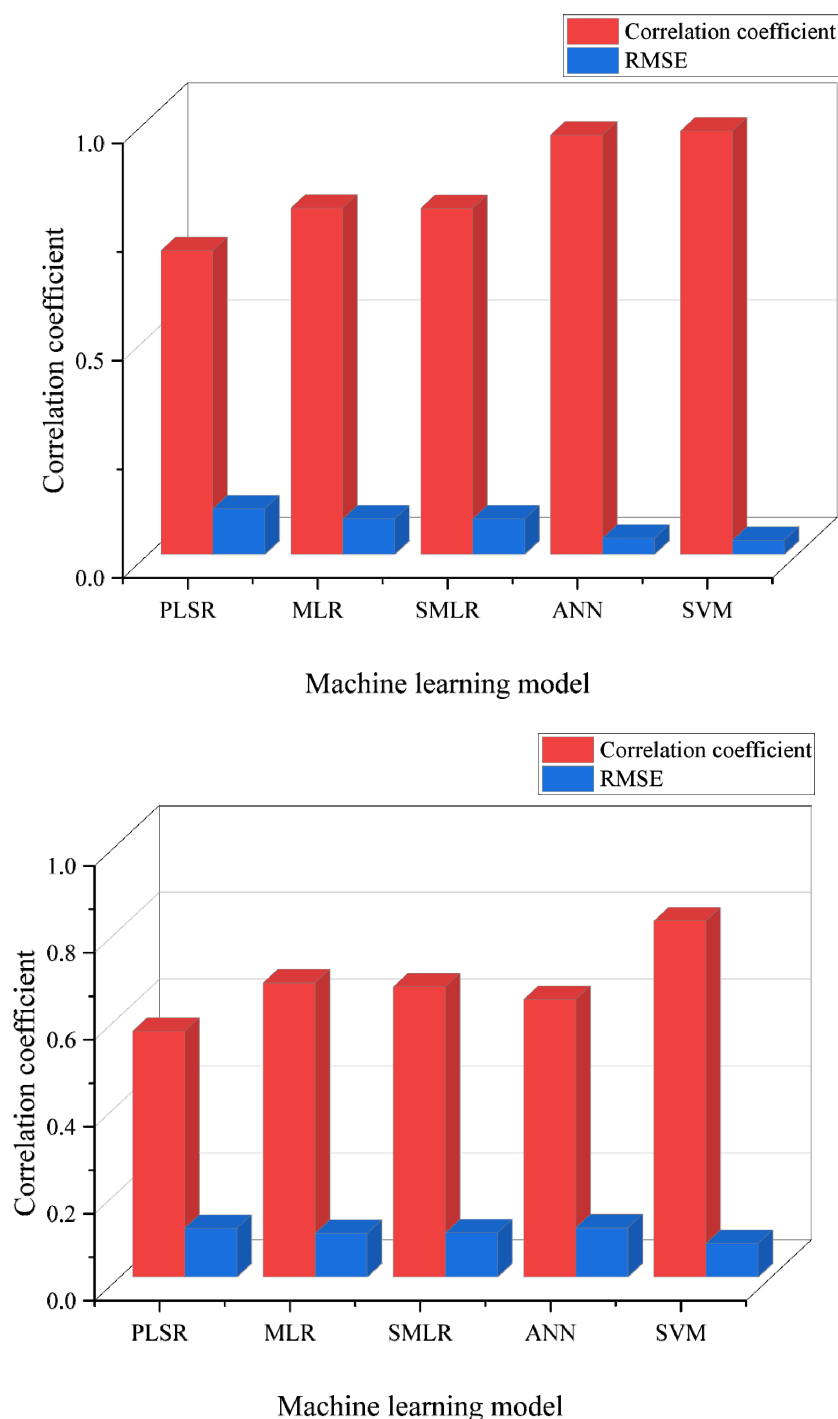 Correlation coefficient
RMSE
1.0
0.5
0.0
Correlation coefficient
PLSR MLR SMLR ANN SVM
Machine learning model
Correlation coefficient
RMSE
1.0
0.8
0.6
0.4
0.2
0.0
Correlation coefficient
PLSR MLR SMLR ANN SVM
Machine learning model